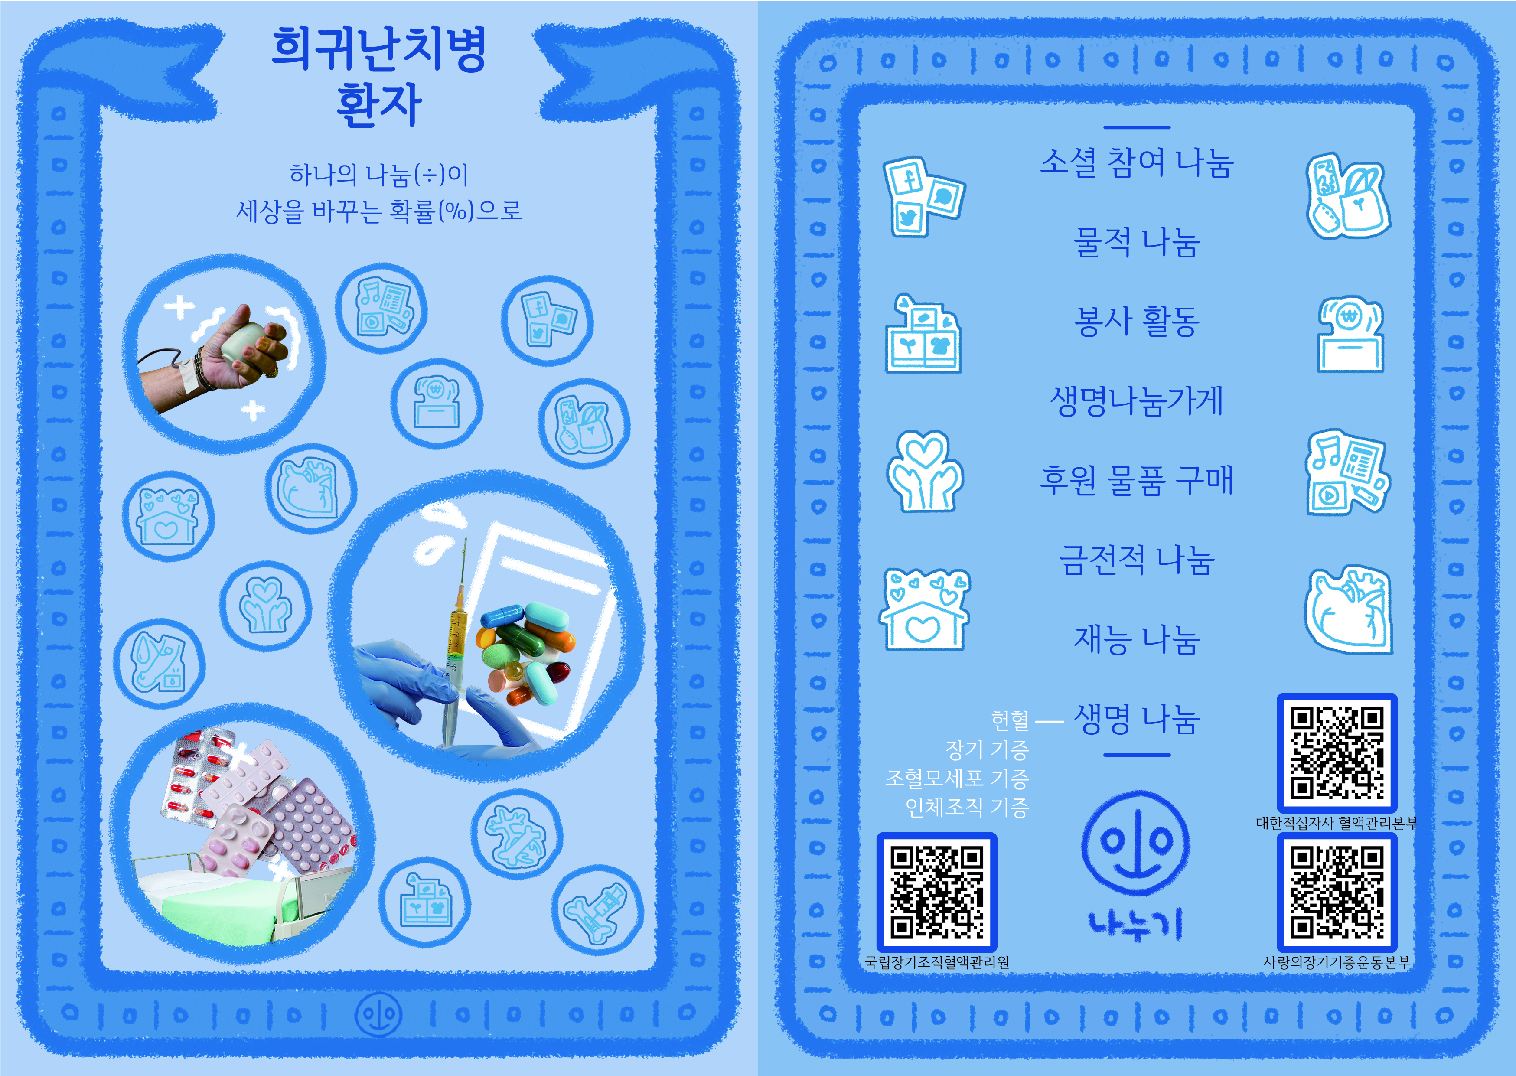 희귀난치병
환자
하나의 나눔(÷)이
세상을 바꾸는 확률(%)으로
소셜 참여 나눔
물적 나눔
봉사 활동
생명나눔가게
후원 물품 구매
금전적 나눔
재능 나눔
헌혈 — 생명 나눔
장기 기증
조혈모세포 기증
인체조직 기증
나누기
국립장기조직혈액관리원
대한적십자사 혈액관리본부
사랑의장기기증운동본부